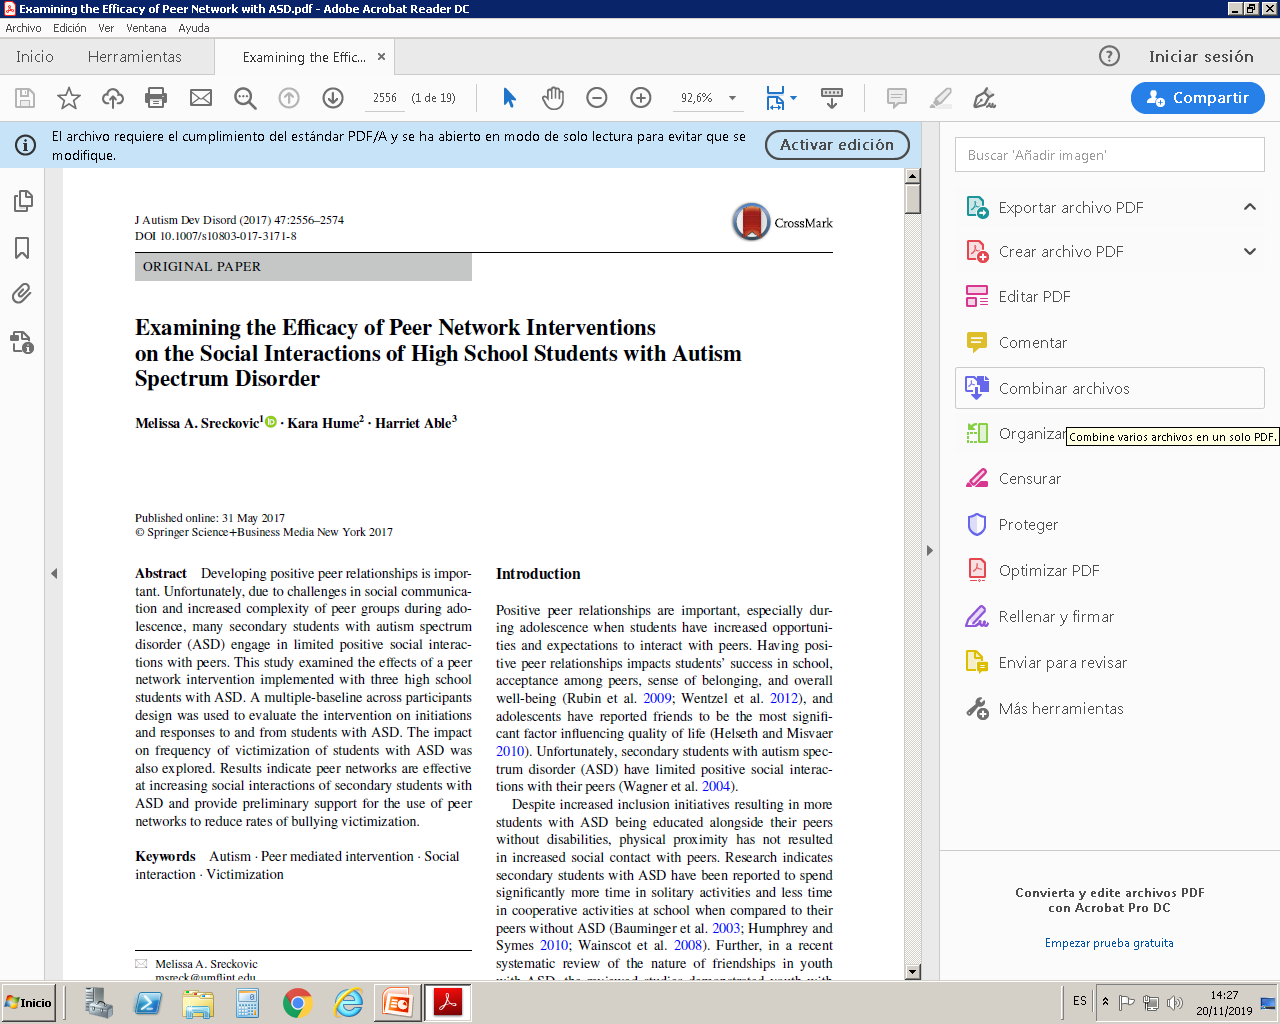 Examining the Efficacy of Peer Network with ASD.pdf - Adobe Acrobat Reader DC
Archivo Edición Ver Ventana Ayuda
Inicio Herramientas Examining the Effic... × ? Iniciar sesión
2556 (1 de 19) 92,6% Compartir
El archivo requiere el cumplimiento del estándar PDF/A y se ha abierto en modo de solo lectura para evitar que se
modifique.
Activar edición
J Autism Dev Disord (2017) 47:2556–2574
DOI 10.1007/s10803-017-3171-8
CrossMark
ORIGINAL PAPER
Examining the Efficacy of Peer Network Interventions
on the Social Interactions of High School Students with Autism
Spectrum Disorder
Melissa A. Sreckovic1 iD · Kara Hume2 · Harriet Able3
Published online: 31 May 2017
© Springer Science+Business Media New York 2017
Abstract Developing positive peer relationships is impor-
tant. Unfortunately, due to challenges in social communica-
tion and increased complexity of peer groups during ado-
lescence, many secondary students with autism spectrum
disorder (ASD) engage in limited positive social interac-
tions with peers. This study examined the effects of a peer
network intervention implemented with three high school
students with ASD. A multiple-baseline across participants
design was used to evaluate the intervention on initiations
and responses to and from students with ASD. The impact
on frequency of victimization of students with ASD was
also explored. Results indicate peer networks are effective
at increasing social interactions of secondary students with
ASD and provide preliminary support for the use of peer
networks to reduce rates of bullying victimization.
Keywords Autism · Peer mediated intervention · Social
interaction · Victimization
Melissa A. Sreckovic
msreck@umflint.edu
Introduction
Positive peer relationships are important, especially dur-
ing adolescence when students have increased opportuni-
ties and expectations to interact with peers. Having posi-
tive peer relationships impacts students' success in school,
acceptance among peers, sense of belonging, and overall
well-being (Rubin et al. 2009; Wentzel et al. 2012), and
adolescents have reported friends to be the most signifi-
cant factor influencing quality of life (Helseth and Misvaer
2010). Unfortunately, secondary students with autism spec-
trum disorder (ASD) have limited positive social interac-
tions with their peers (Wagner et al. 2004).
Despite increased inclusion initiatives resulting in more
students with ASD being educated alongside their peers
without disabilities, physical proximity has not resulted
in increased social contact with peers. Research indicates
secondary students with ASD have been reported to spend
significantly more time in solitary activities and less time
in cooperative activities at school when compared to their
peers without ASD (Bauminger et al. 2003; Humphrey and
Symes 2010; Wainscot et al. 2008). Further, in a recent
systematic review of the nature of friendships in youth
with ASD, the reviewed studies demonstrated youth with
Buscar 'Añadir imagen'
Exportar archivo PDF
Crear archivo PDF
Editar PDF
Comentar
Combinar archivos
Organizar
Combine varios archivos en un solo PDF.
Censurar
Proteger
Optimizar PDF
Rellenar y firmar
Enviar para revisar
Más herramientas
Convierta y edite archivos PDF
con Acrobat Pro DC
Empezar prueba gratuita
Inicio
ES
14:27
20/11/2019